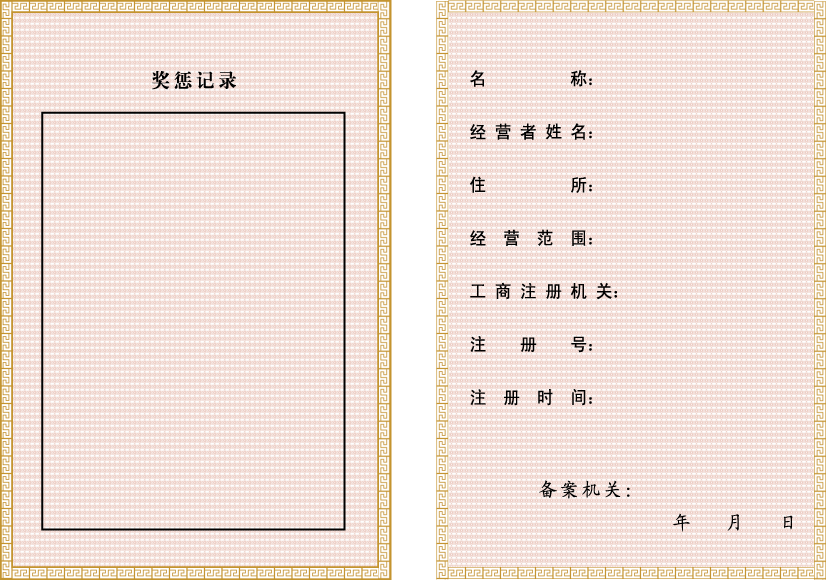 奖惩记录
名称：
经营者姓名：
住所：
经营范围：
工商注册机关：
注册号：
注册时间：
备案机关：
年 月 日